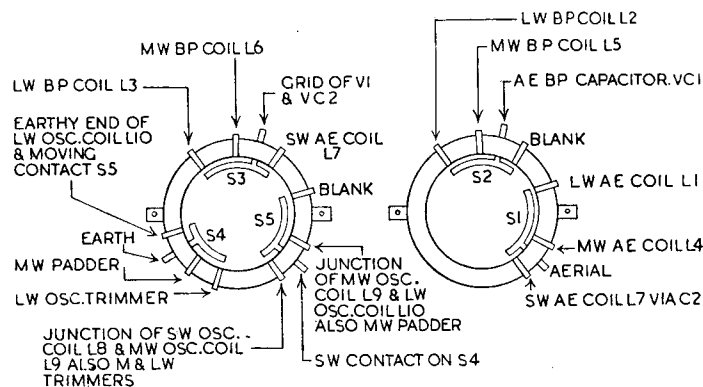 LW BP COIL L2
MW BP COIL L5
AE BP CAPACITOR.VC1
BLANK
LW AE COIL L1
MW AE COIL L4
AERIAL
SW AE COIL L7 VIA C2
S2
S1
MW BP COIL L6
LW BP COIL L3
GRID OF V1
& VC2
SW AE COIL
L7
BLANK
EARTHY END OF
LW OSC.COIL L10
& MOVING
CONTACT S5
S3
S5
S4
EARTH
MW PADDER
LW OSC.TRIMMER
JUNCTION
OF MW OSC.
COIL L9 & LW
OSC.COIL L10
ALSO MW PADDER
JUNCTION OF SW OSC.
COIL L8 & MW OSC.COIL
L9 ALSO M & LW
TRIMMERS
SW CONTACT ON S4